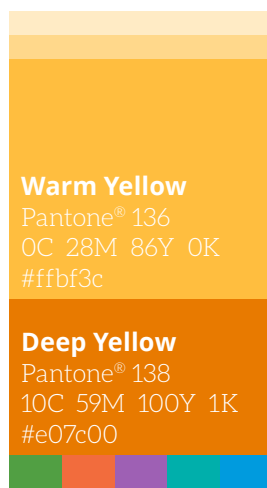 Warm Yellow
Pantone® 136
0C 28M 86Y 0K
#ffbf3c
Deep Yellow
Pantone® 138
10C 59M 100Y 1K
#e07c00